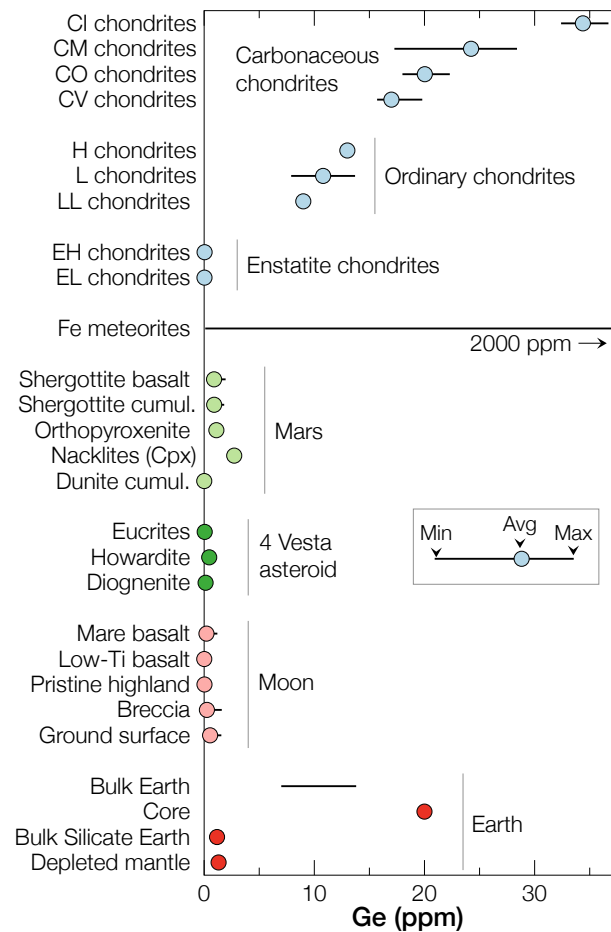 CI chondrites
CM chondrites
CO chondrites
CV chondrites
Carbonaceous
chondrites
H chondrites
L chondrites
LL chondrites
Ordinary chondrites
EH chondrites
EL chondrites
Enstatite chondrites
Fe meteorites
2000 ppm →
Shergottite basalt
Shergottite cumul.
Orthopyroxenite
Nacklites (Cpx)
Dunite cumul.
Mars
Eucrites
Howardite
Diognenite
4 Vesta
asteroid
Min
Avg
Max
Mare basalt
Low-Ti basalt
Pristine highland
Breccia
Ground surface
Moon
Bulk Earth
Core
Bulk Silicate Earth
Depleted mantle
Earth
0 10 20 30
Ge (ppm)